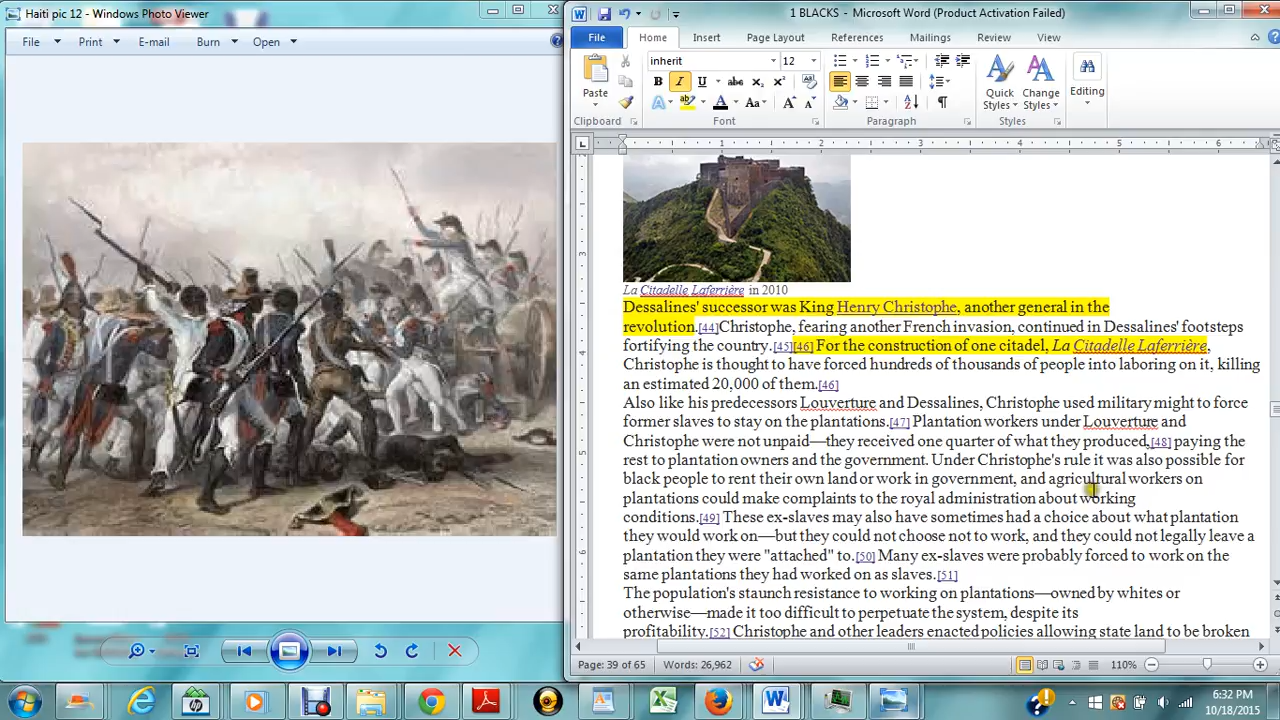 Haiti pic 12 - Windows Photo Viewer
File Print E-mail Burn Open
1 BLACKS - Microsoft Word (Product Activation Failed)
File Home Insert Page Layout References Mailings Review View
inherit 12
Paste
Quick Styles
Change Styles
Editing
Clipboard Font Paragraph Styles
1 2 3 4 5 6
La Citadelle Laferrière in 2010
Dessalines' successor was King Henry Christophe, another general in the
revolution.[44]Christophe, fearing another French invasion, continued in Dessalines' footsteps
fortifying the country.[45][46] For the construction of one citadel, La Citadelle Laferrière,
Christophe is thought to have forced hundreds of thousands of people into laboring on it, killing
an estimated 20,000 of them.[46]
Also like his predecessors Louverture and Dessalines, Christophe used military might to force
former slaves to stay on the plantations.[47] Plantation workers under Louverture and
Christophe were not unpaid—they received one quarter of what they produced,[48] paying the
rest to plantation owners and the government. Under Christophe's rule it was also possible for
black people to rent their own land or work in government, and agricultural workers on
plantations could make complaints to the royal administration about working
conditions.[49] These ex-slaves may also have sometimes had a choice about what plantation
they would work on—but they could not choose not to work, and they could not legally leave a
plantation they were "attached" to.[50] Many ex-slaves were probably forced to work on the
same plantations they had worked on as slaves.[51]
The population's staunch resistance to working on plantations—owned by whites or
otherwise—made it too difficult to perpetuate the system, despite its
profitability.[52] Christophe and other leaders enacted policies allowing state land to be broken
Page: 39 of 65 Words: 26,962 110%
6:32 PM
10/18/2015